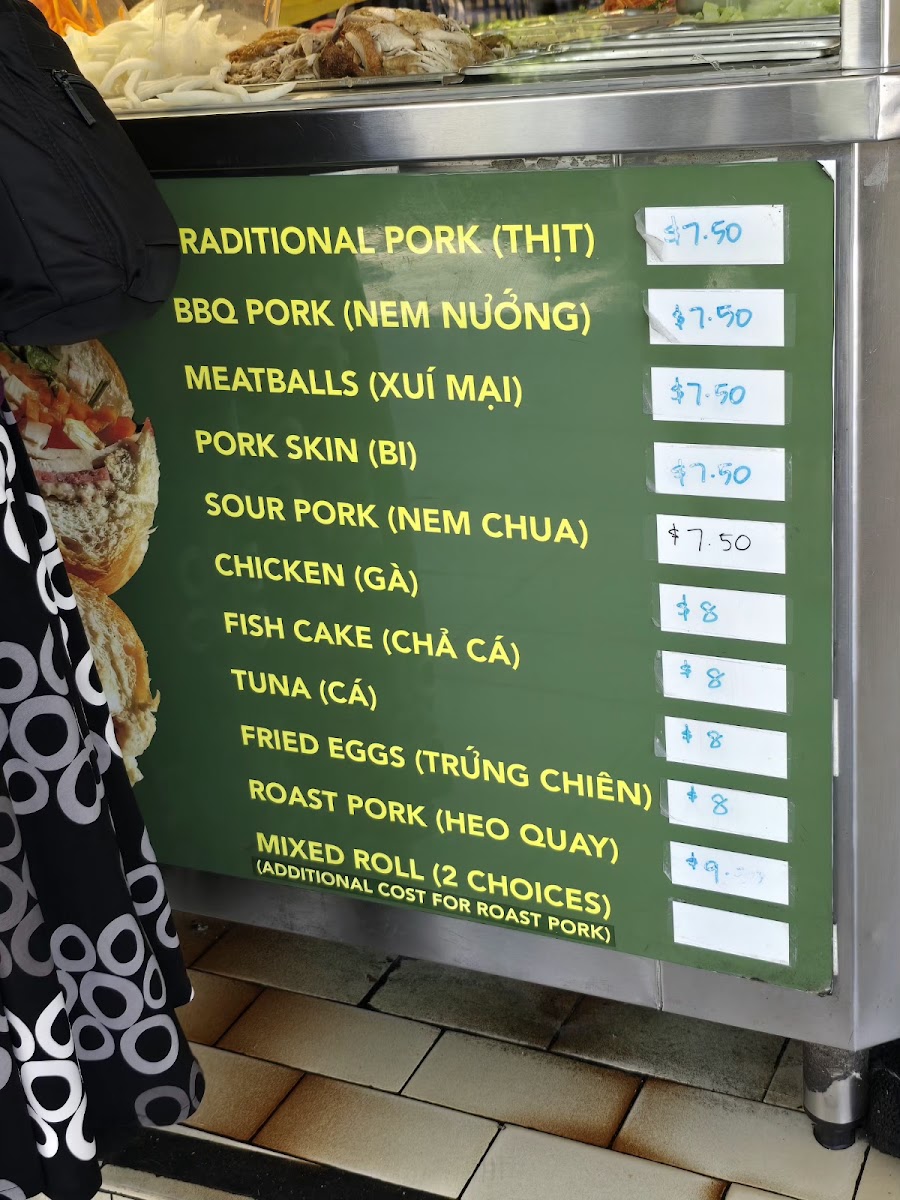 RADITIONAL PORK (THỊT) $7.50
BBQ PORK (NEM NƯỚNG) $7.50
MEATBALLS (XUÍ MẠI) $7.50
PORK SKIN (BI) $7.50
SOUR PORK (NEM CHUA) $7.50
CHICKEN (GÀ) $8
FISH CAKE (CHẢ CÁ) $8
TUNA (CÁ) $8
FRIED EGGS (TRỨNG CHIÊN) $8
ROAST PORK (HEO QUAY) $9.
MIXED ROLL (2 CHOICES)
(ADDITIONAL COST FOR ROAST PORK)